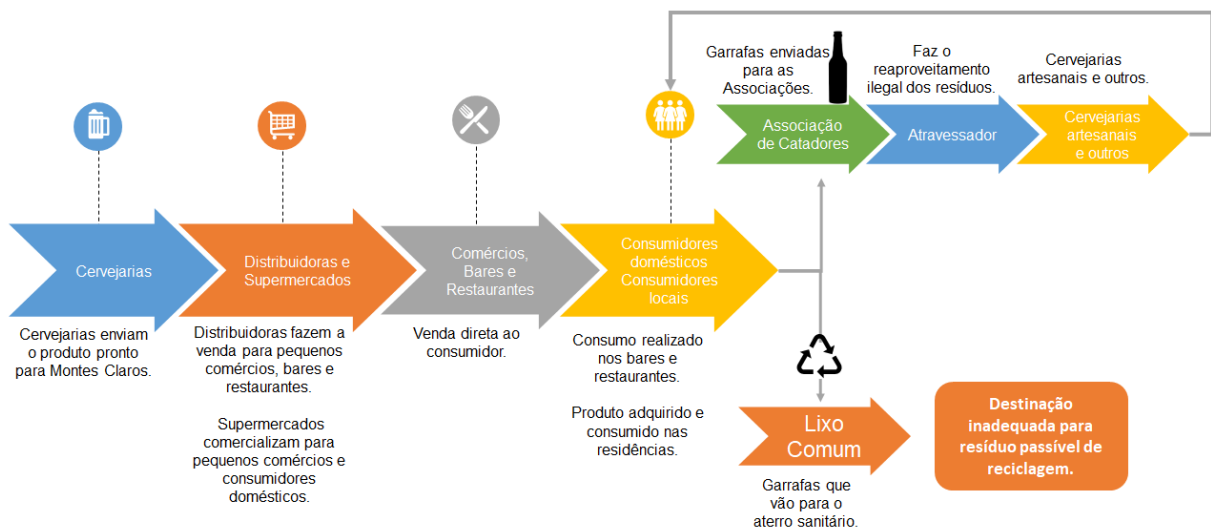 Garrafas enviadas
para as
Associações.
Faz o
reaproveitamento
ilegal dos resíduos.
Cervejarias
artesanais e outros.
Associação
de Catadores
Atravessador
Cervejarias
artesanais
e outros
Cervejarias
Distribuidoras e
Supermercados
Comércios,
Bares e
Restaurantes
Consumidores
domésticos
Consumidores
locais
Cervejarias enviam
o produto pronto
para Montes Claros.
Distribuidoras fazem a
venda para pequenos
comércios, bares e
restaurantes.
Supermercados
comercializam para
pequenos comércios e
consumidores
domésticos.
Venda direta ao
consumidor.
Consumo realizado
nos bares e
restaurantes.
Produto adquirido e
consumido nas
residências.
Lixo
Comum
Garrafas que
vão para o
aterro sanitário.
Destinação
inadequada para
resíduo passível de
reciclagem.